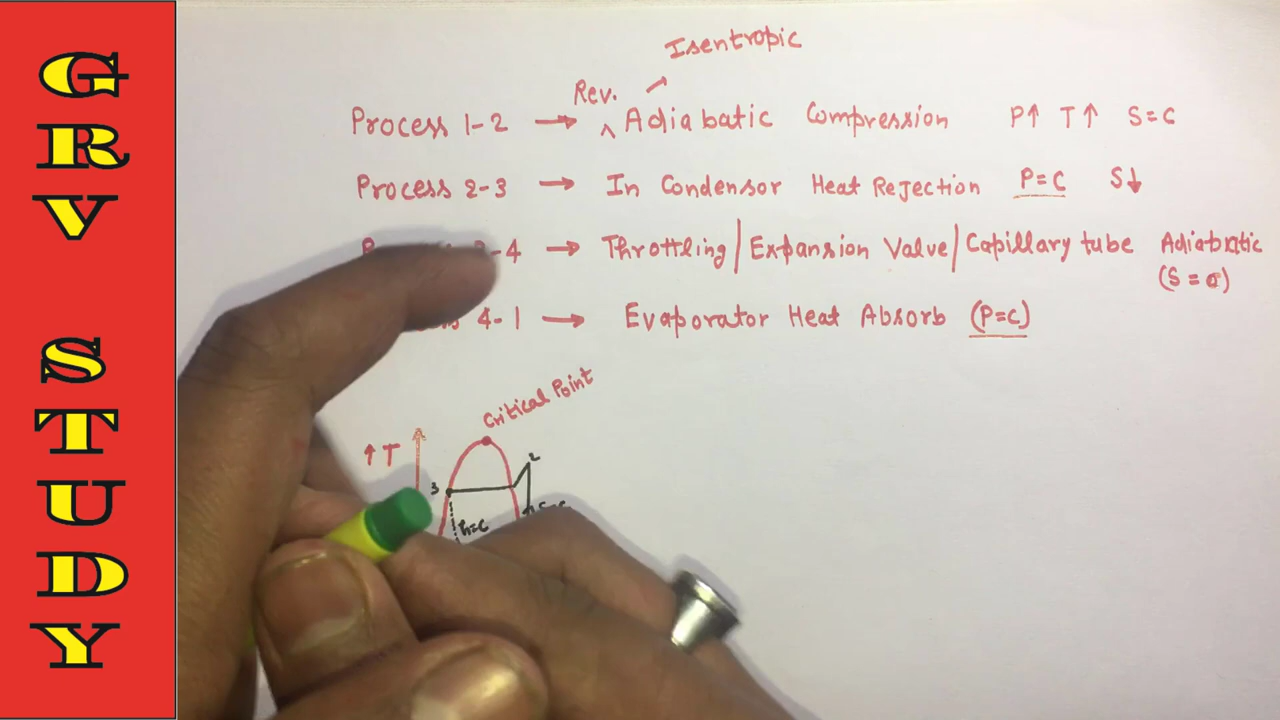 GRV STUDY
Isentropic
Rev.
Process 1-2 → ^ Adiabatic Compression P↑ T↑ S=C
Process 2-3 → In Condensor Heat Rejection P=C S↓
-4 → Throttling/Expansion Valve/Capillary tube Adiabatic
4-1 → Evaporator Heat Absorb (P=C)
Critical Point
↑T
2
3
h=c